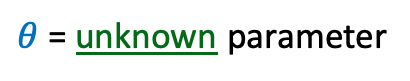 θ = unknown parameter